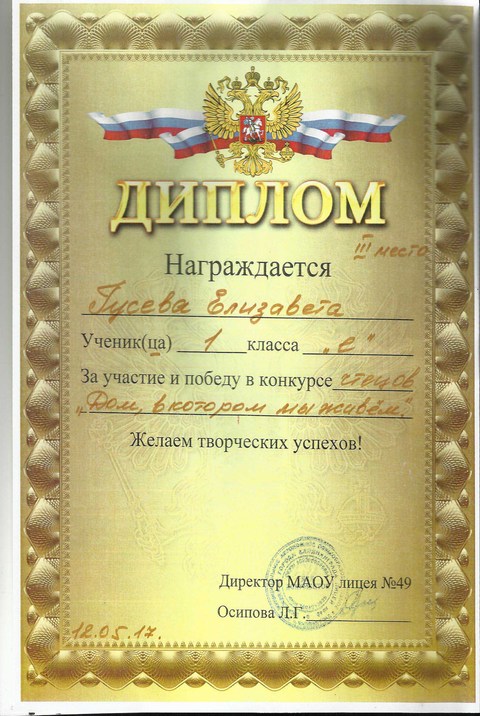 ДИПЛОМ
III место
Награждается
Гусева Елизавета
Ученик(ца) 1 класса "е"
За участие и победу в конкурсе чтецов
"Дом, в котором мы живём."
Желаем творческих успехов!
Директор МАОУ лицея №49
Осипова Л.Г.
12.05.17.